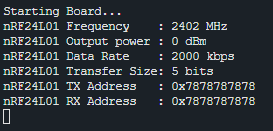 Starting Board...
nRF24L01 Frequency    : 2402 MHz
nRF24L01 Output power : 0 dBm
nRF24L01 Data Rate    : 2000 kbps
nRF24L01 Transfer Size: 5 bits
nRF24L01 TX Address   : 0x7878787878
nRF24L01 RX Address   : 0x7878787878